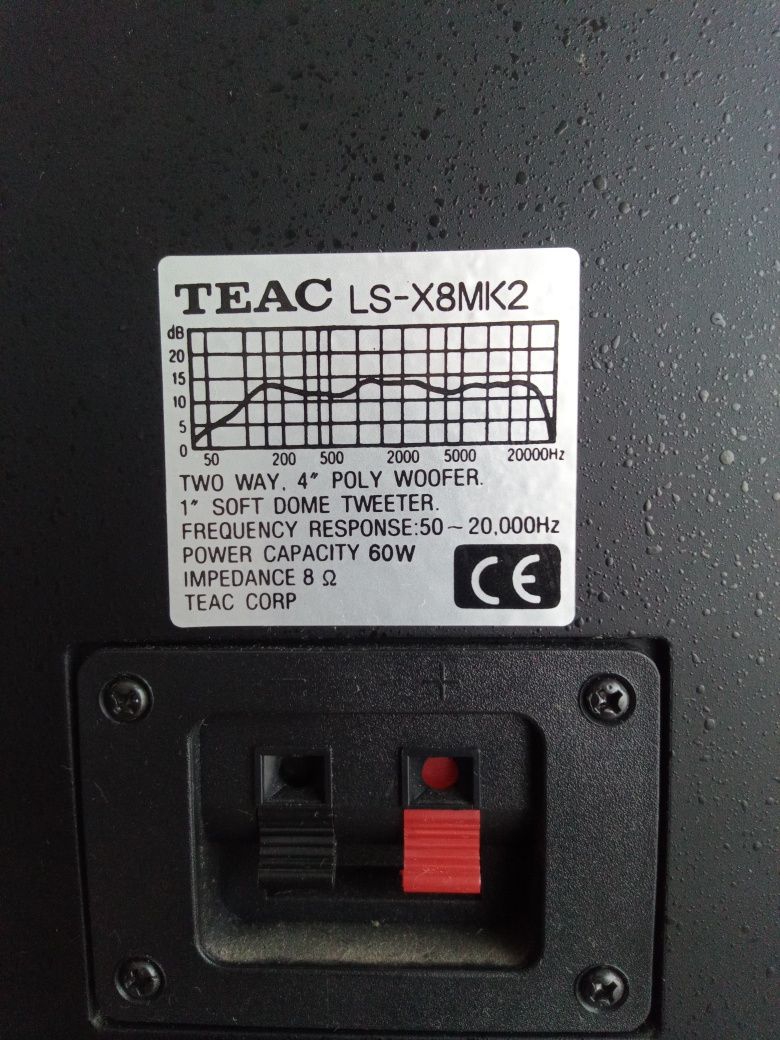 TEAC LS-X8MK2
dB
20
15
10
5
0
50 200 500 2000 5000 20000Hz
TWO WAY. 4" POLY WOOFER.
1" SOFT DOME TWEETER.
FREQUENCY RESPONSE:50~20,000Hz
POWER CAPACITY 60W
IMPEDANCE 8 Ω
TEAC CORP
CE
- +